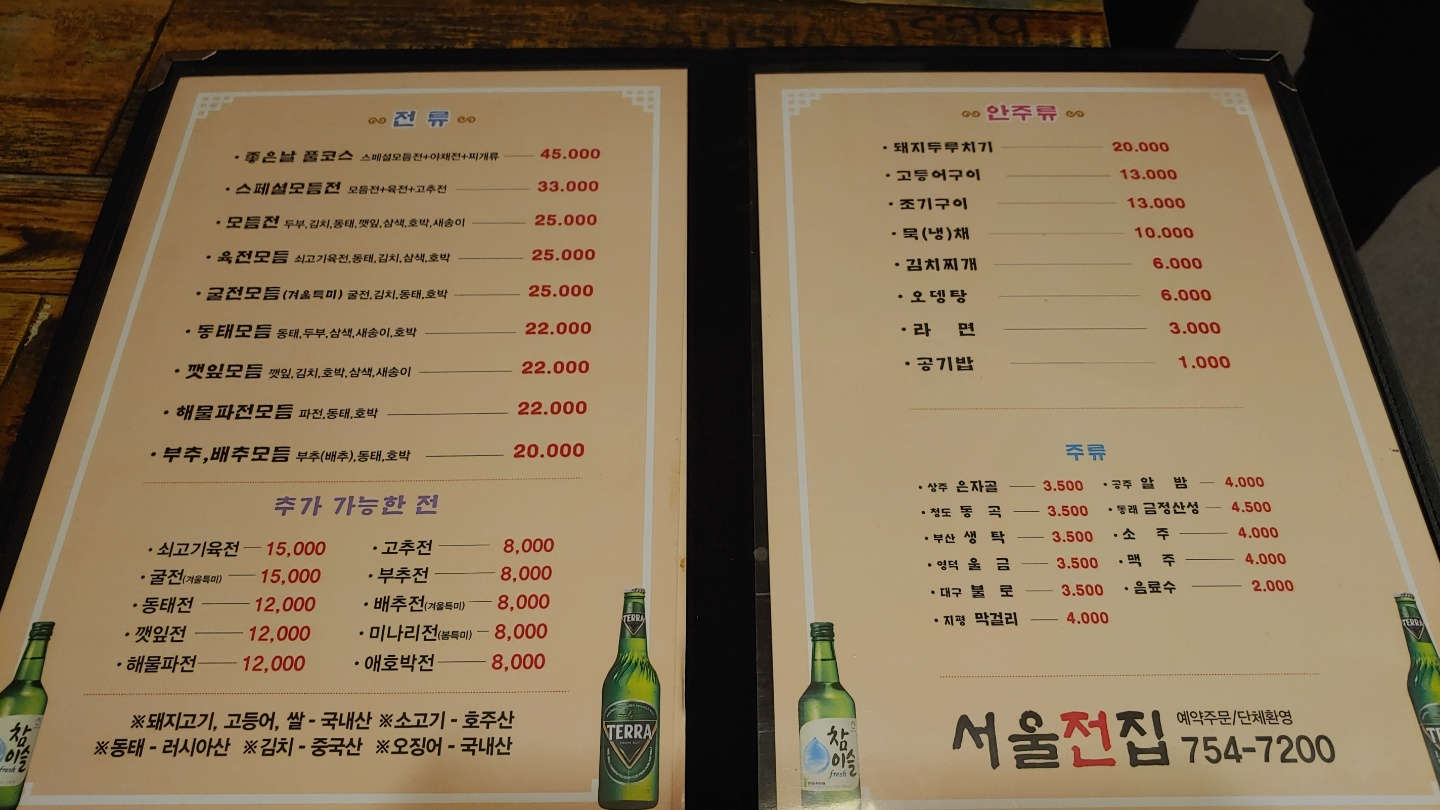 전 류
• 좋은날 풀코스 스페셜모듬전+야채전+찌개류 45.000
• 스페셜모듬전 모듬전+육전+고추전 33.000
• 모듬전 두부,김치,동태,깻잎,삼색,호박,새송이 25.000
• 육전모듬 쇠고기육전,동태,김치,삼색,호박 25.000
• 굴전모듬(겨울특미) 굴전,김치,동태,호박 25.000
• 동태모듬 동태,두부,삼색,새송이,호박 22.000
• 깻잎모듬 깻잎,김치,호박,삼색,새송이 22.000
• 해물파전모듬 파전,동태,호박 22.000
• 부추,배추모듬 부추(배추),동태,호박 20.000
추가 가능한 전
• 쇠고기육전 15,000 • 고추전 8,000
• 굴전(겨울특미) 15,000 • 부추전 8,000
• 동태전 12,000 • 배추전(겨울특미) 8,000
• 깻잎전 12,000 • 미나리전(봄특미) 8,000
• 해물파전 12,000 • 애호박전 8,000
※돼지고기, 고등어, 쌀 - 국내산 ※소고기 - 호주산
※동태 - 러시아산 ※김치 - 중국산 ※오징어 - 국내산
참
이슬
fresh
TERRA
TERRA
안주류
• 돼지두루치기 20.000
• 고등어구이 13.000
• 조기구이 13.000
• 묵(냉)채 10.000
• 김치찌개 6.000
• 오뎅탕 6.000
• 라 면 3.000
• 공기밥 1.000
주류
• 상주 은자골 3.500 • 공주 알 밤 4.000
• 청도 동 곡 3.500 • 동래 금정산성 4.500
• 부산 생 탁 3.500 • 소 주 4.000
• 영덕 울 금 3.500 • 맥 주 4.000
• 대구 불 로 3.500 • 음료수 2.000
• 지평 막걸리 4.000
서울전집 예약주문/단체환영
754-7200
참
이슬
fresh
TERRA